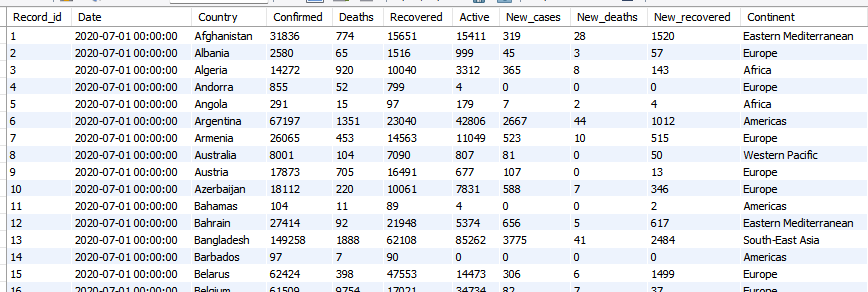 Record_id Date Country Confirmed Deaths Recovered Active New_cases New_deaths New_recovered Continent
1 2020-07-01 00:00:00 Afghanistan 31836 774 15651 15411 319 28 1520 Eastern Mediterranean
2 2020-07-01 00:00:00 Albania 2580 65 1516 999 45 3 57 Europe
3 2020-07-01 00:00:00 Algeria 14272 920 10040 3312 365 8 143 Africa
4 2020-07-01 00:00:00 Andorra 855 52 799 4 0 0 0 Europe
5 2020-07-01 00:00:00 Angola 291 15 97 179 7 2 4 Africa
6 2020-07-01 00:00:00 Argentina 67197 1351 23040 42806 2667 44 1012 Americas
7 2020-07-01 00:00:00 Armenia 26065 453 14563 11049 523 10 515 Europe
8 2020-07-01 00:00:00 Australia 8001 104 7090 807 81 0 50 Western Pacific
9 2020-07-01 00:00:00 Austria 17873 705 16491 677 107 0 13 Europe
10 2020-07-01 00:00:00 Azerbaijan 18112 220 10061 7831 588 7 346 Europe
11 2020-07-01 00:00:00 Bahamas 104 11 89 4 0 0 2 Americas
12 2020-07-01 00:00:00 Bahrain 27414 92 21948 5374 656 5 617 Eastern Mediterranean
13 2020-07-01 00:00:00 Bangladesh 149258 1888 62108 85262 3775 41 2484 South-East Asia
14 2020-07-01 00:00:00 Barbados 97 7 90 0 0 0 0 Americas
15 2020-07-01 00:00:00 Belarus 62424 398 47553 14473 306 6 1499 Europe
16 2020-07-01 00:00:00 Belgium 61509 9754 17021 34734 82 7 37 Europe